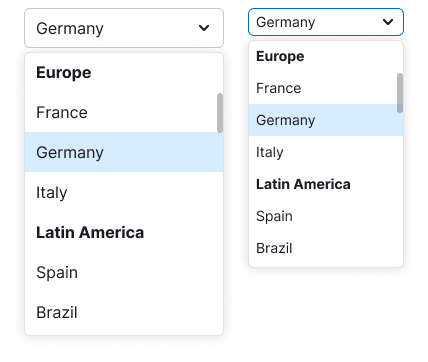 Germany
Europe
France
Germany
Italy
Latin America
Spain
Brazil
Germany
Europe
France
Germany
Italy
Latin America
Spain
Brazil